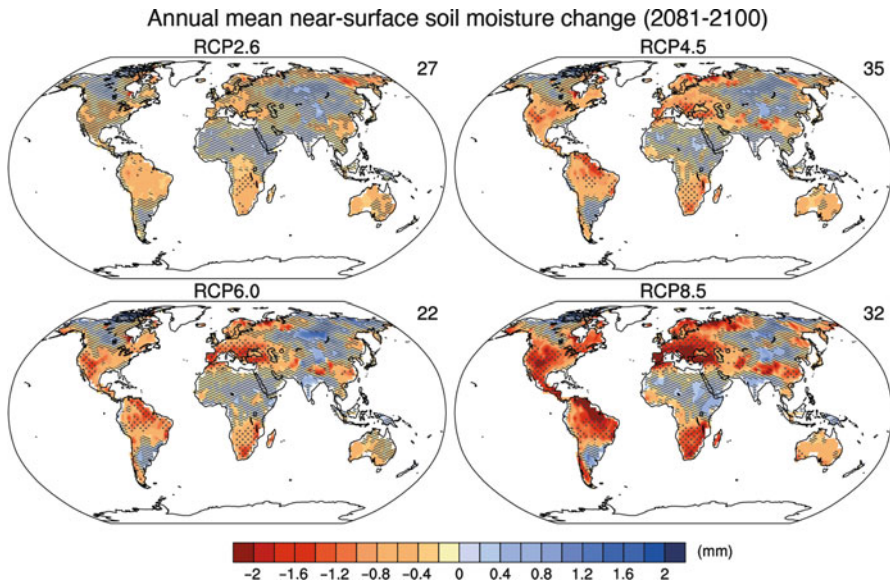 Annual mean near-surface soil moisture change (2081-2100)
RCP2.6
27
RCP4.5
35
RCP6.0
22
RCP8.5
32
(mm)
−2 −1.6 −1.2 −0.8 −0.4 0 0.4 0.8 1.2 1.6 2